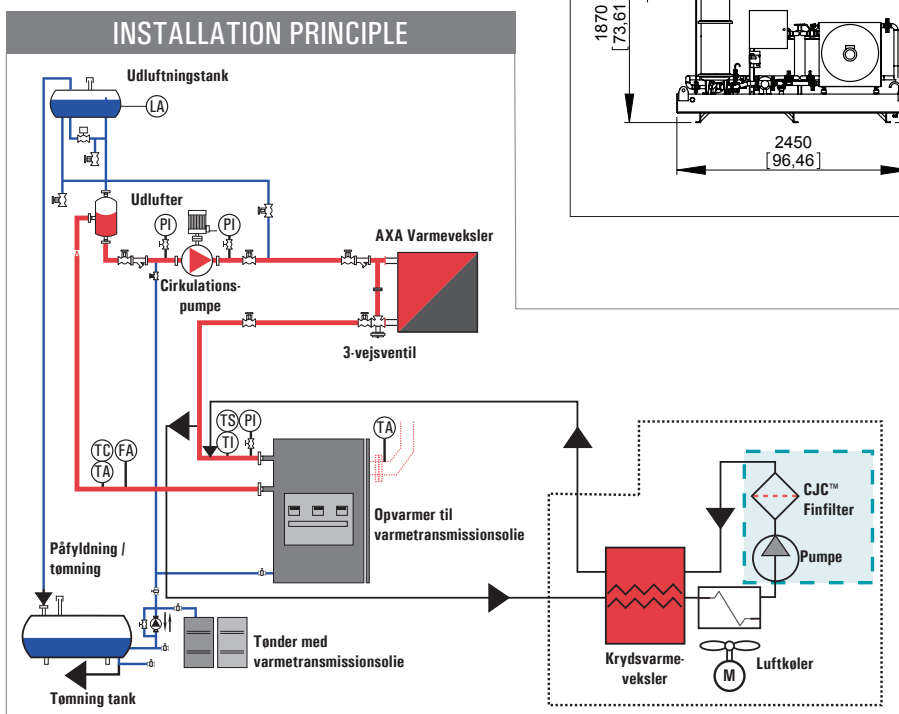 INSTALLATION PRINCIPLE
1870
[73,61]
2450
[96,46]
Udluftningstank
LA
Udlufter
PI
PI
AXA Varmeveksler
Cirkulations-
pumpe
3-vejsventil
TS
PI
TI
TA
TC
FA
TA
Opvarmer til
varmetransmissionsolie
CJC™
Finfilter
Pumpe
Påfyldning /
tømning
Tønder med
varmetransmissionsolie
Krydsvarme-
veksler
Luftkøler
M
Tømning tank